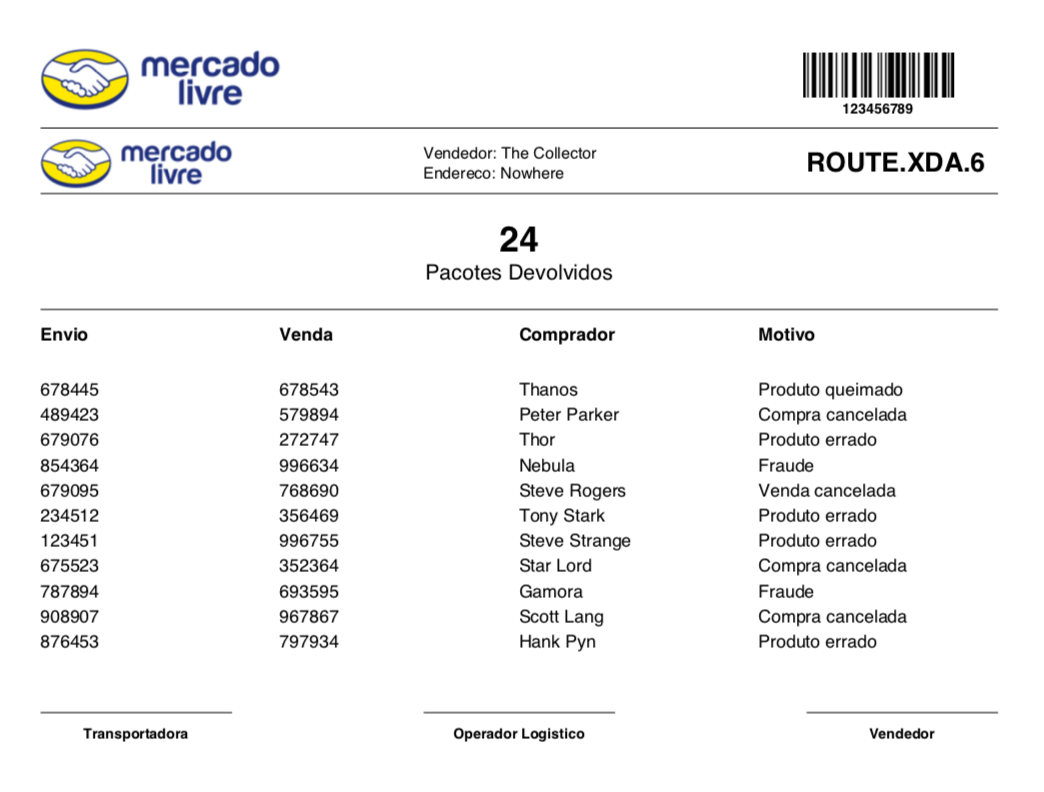 mercado
livre
123456789
mercado
livre
Vendedor: The Collector
Endereco: Nowhere
ROUTE.XDA.6
24
Pacotes Devolvidos
Envio Venda Comprador Motivo
678445 678543 Thanos Produto queimado
489423 579894 Peter Parker Compra cancelada
679076 272747 Thor Produto errado
854364 996634 Nebula Fraude
679095 768690 Steve Rogers Venda cancelada
234512 356469 Tony Stark Produto errado
123451 996755 Steve Strange Produto errado
675523 352364 Star Lord Compra cancelada
787894 693595 Gamora Fraude
908907 967867 Scott Lang Compra cancelada
876453 797934 Hank Pyn Produto errado
Transportadora Operador Logistico Vendedor